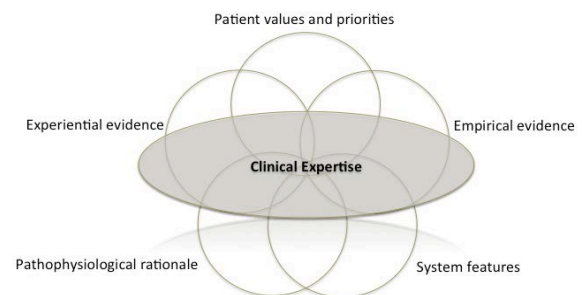 Patient values and priorities
Experiential evidence
Empirical evidence
Clinical Expertise
Pathophysiological rationale
System features